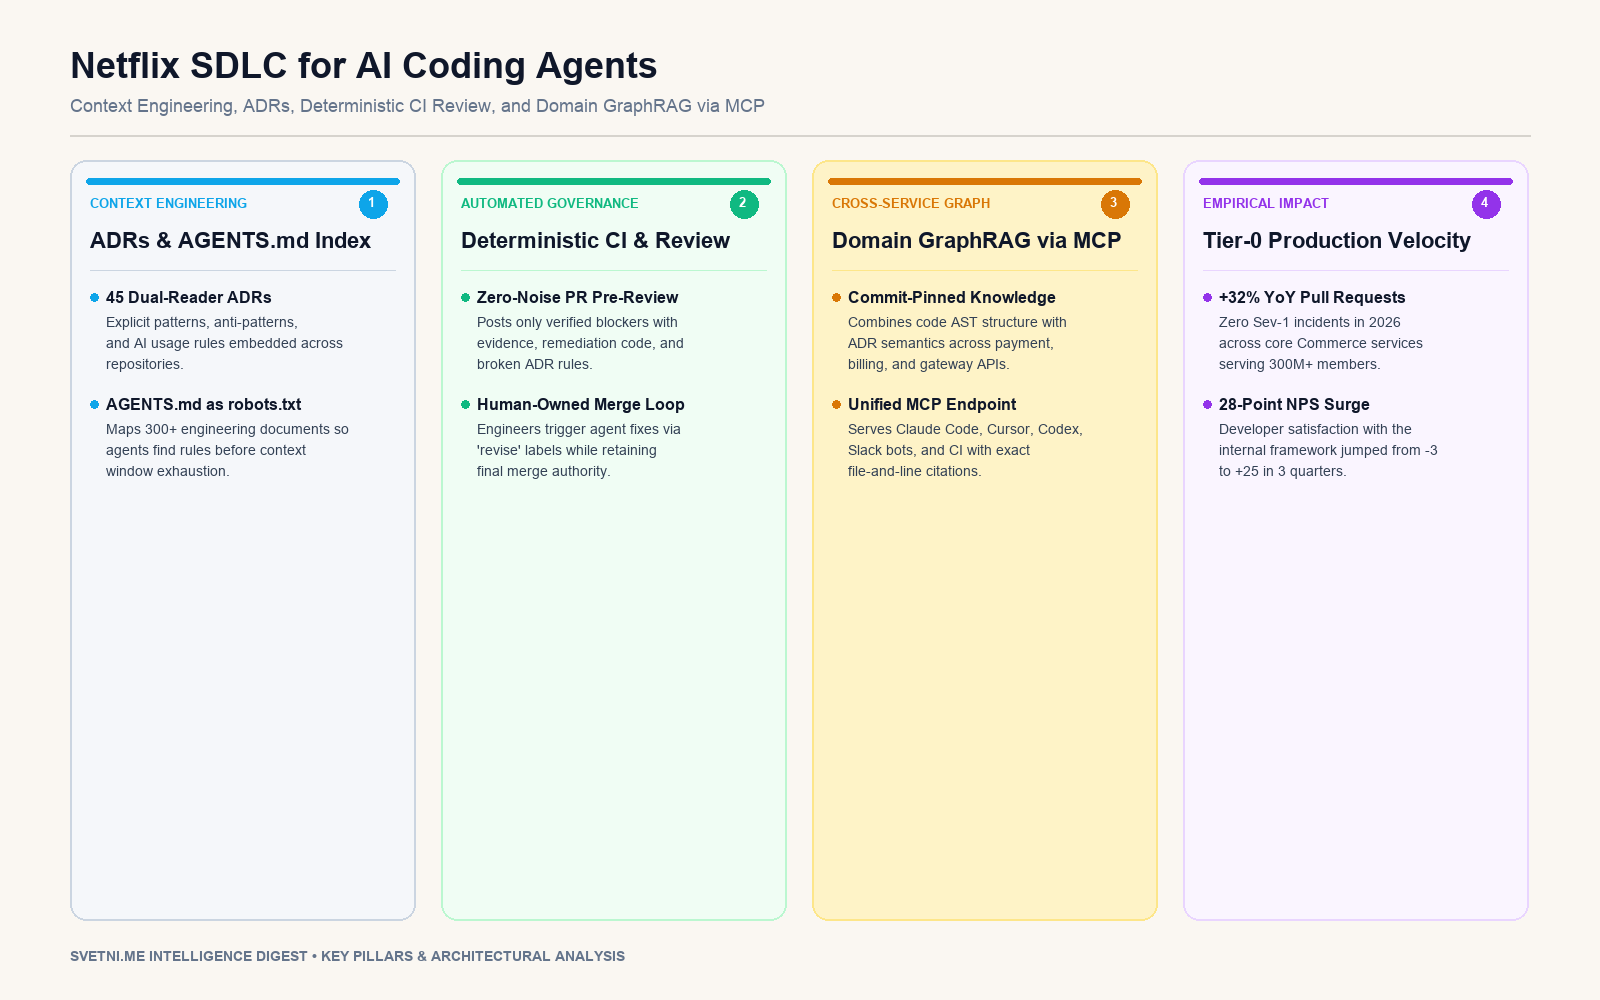 Netflix SDLC for AI Coding Agents
Context Engineering, ADRs, Deterministic CI Review, and Domain GraphRAG via MCP
CONTEXT ENGINEERING
1
ADRs & AGENTS.md Index
45 Dual-Reader ADRs
Explicit patterns, anti-patterns,
and AI usage rules embedded across
repositories.
AGENTS.md as robots.txt
Maps 300+ engineering documents so
agents find rules before context
window exhaustion.
AUTOMATED GOVERNANCE
2
Deterministic CI & Review
Zero-Noise PR Pre-Review
Posts only verified blockers with
evidence, remediation code, and
broken ADR rules.
Human-Owned Merge Loop
Engineers trigger agent fixes via
'revise' labels while retaining
final merge authority.
CROSS-SERVICE GRAPH
3
Domain GraphRAG via MCP
Commit-Pinned Knowledge
Combines code AST structure with
ADR semantics across payment,
billing, and gateway APIs.
Unified MCP Endpoint
Serves Claude Code, Cursor, Codex,
Slack bots, and CI with exact
file-and-line citations.
EMPIRICAL IMPACT
4
Tier-0 Production Velocity
+32% YoY Pull Requests
Zero Sev-1 incidents in 2026
across core Commerce services
serving 300M+ members.
28-Point NPS Surge
Developer satisfaction with the
internal framework jumped from -3
to +25 in 3 quarters.
SVETNI.ME INTELLIGENCE DIGEST • KEY PILLARS & ARCHITECTURAL ANALYSIS